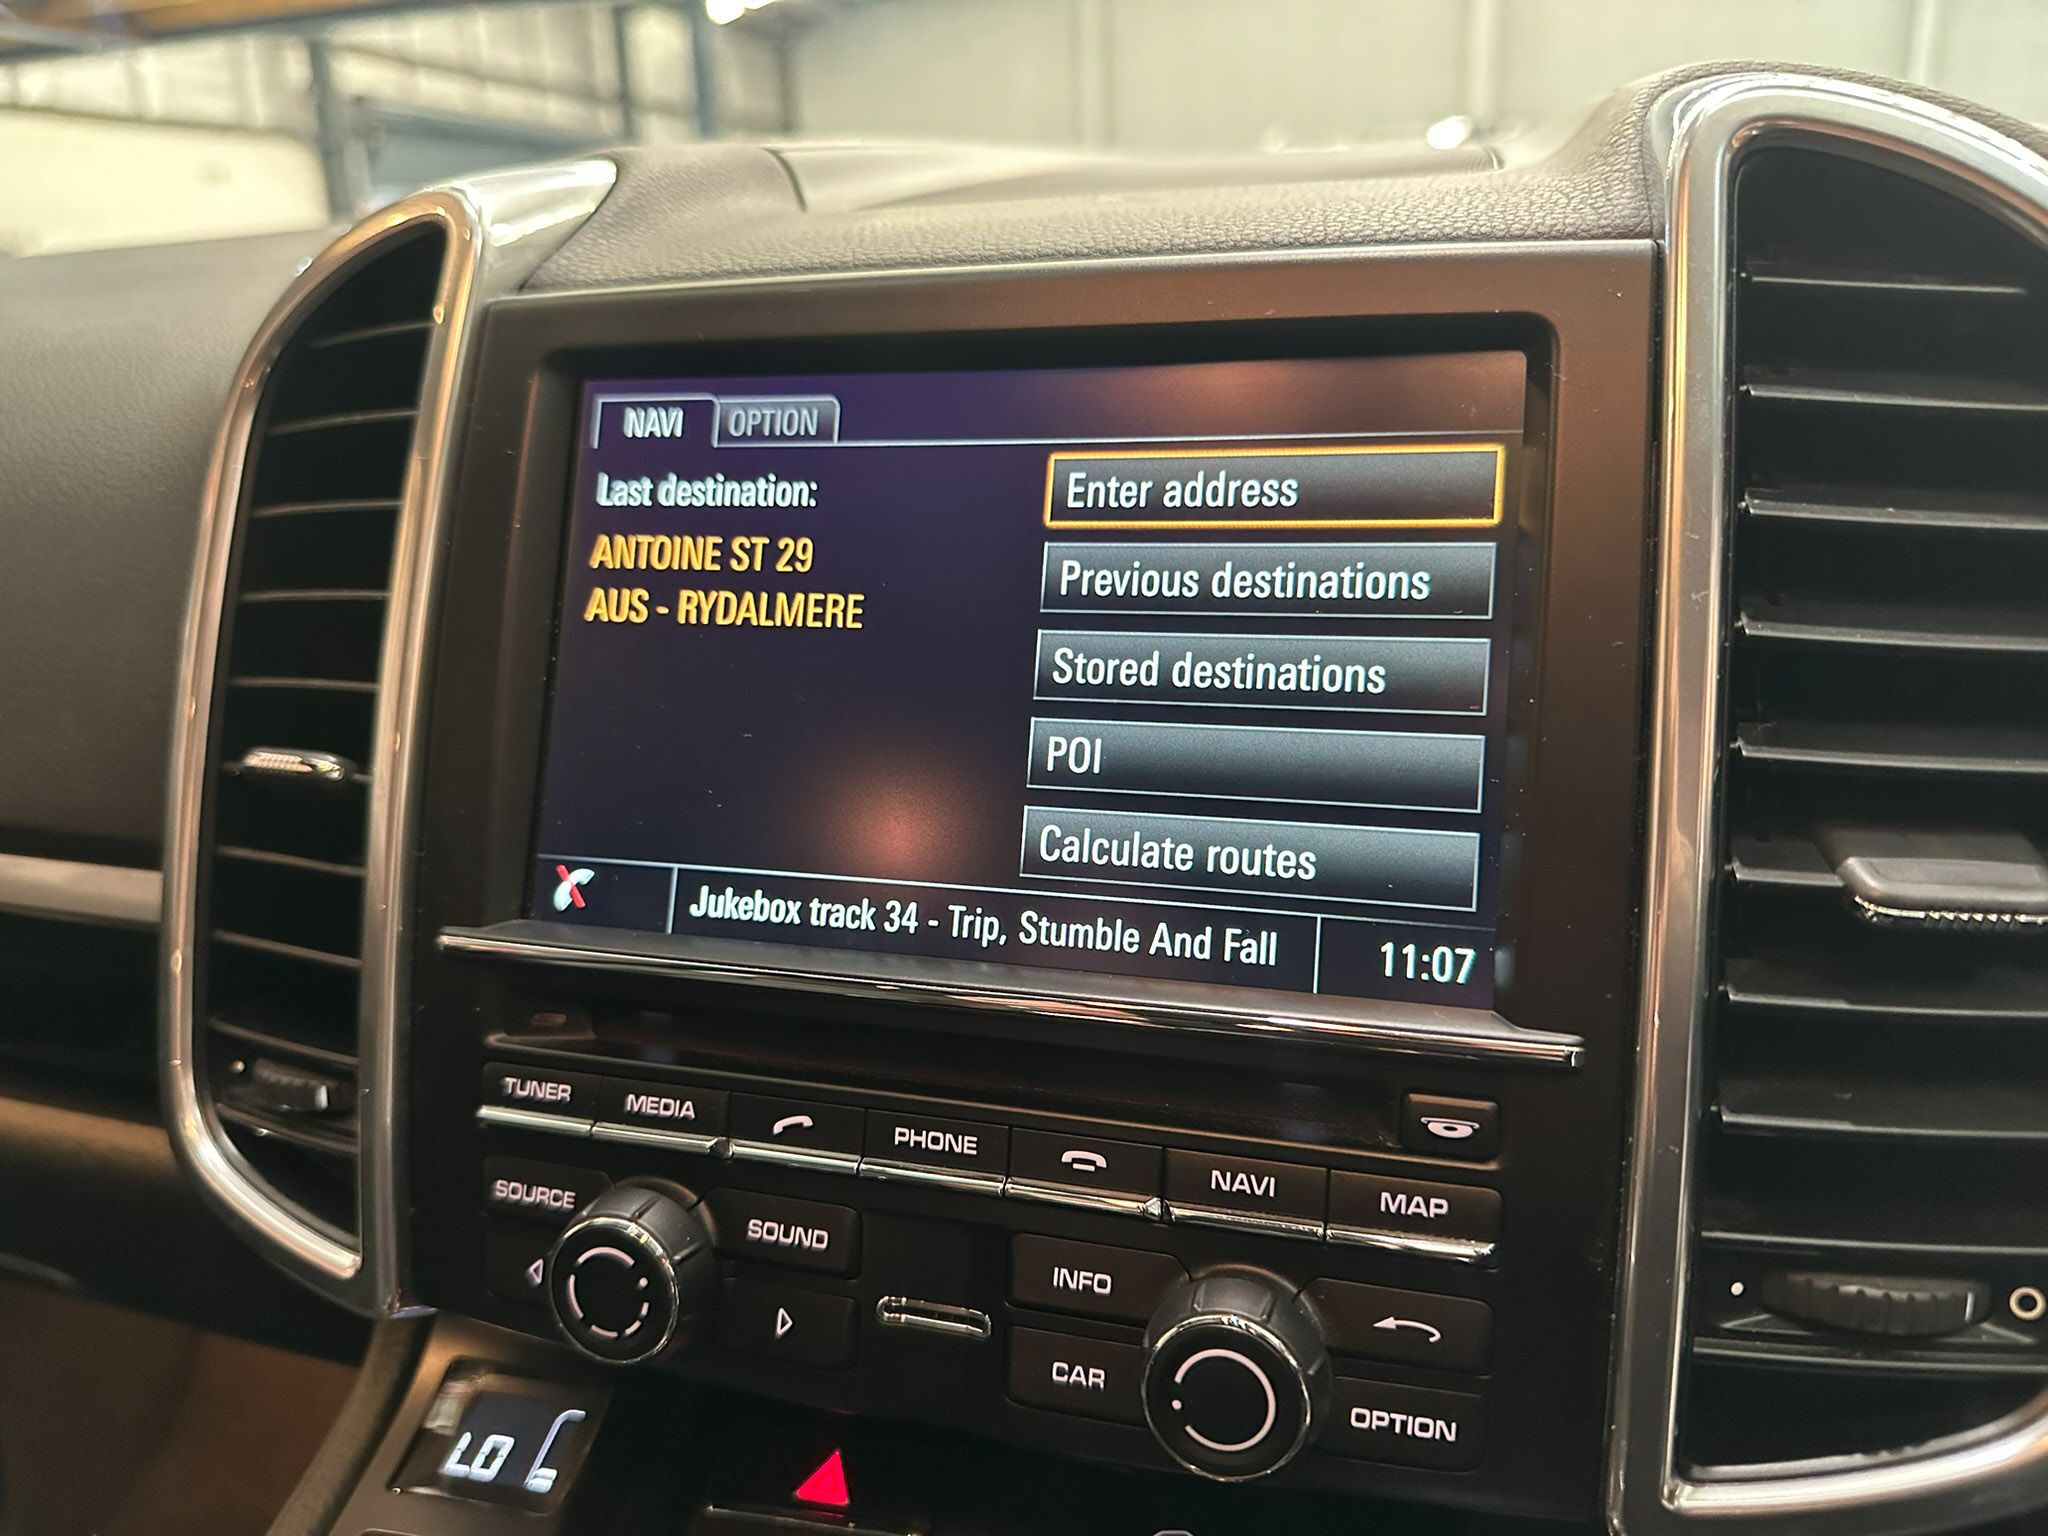 NAVI OPTION
Last destination:
ANTOINE ST 29
AUS - RYDALMERE
Enter address
Previous destinations
Stored destinations
POI
Calculate routes
Jukebox track 34 - Trip, Stumble And Fall
11:07
TUNER
MEDIA
PHONE
NAVI
MAP
SOURCE
SOUND
INFO
CAR
OPTION
LO